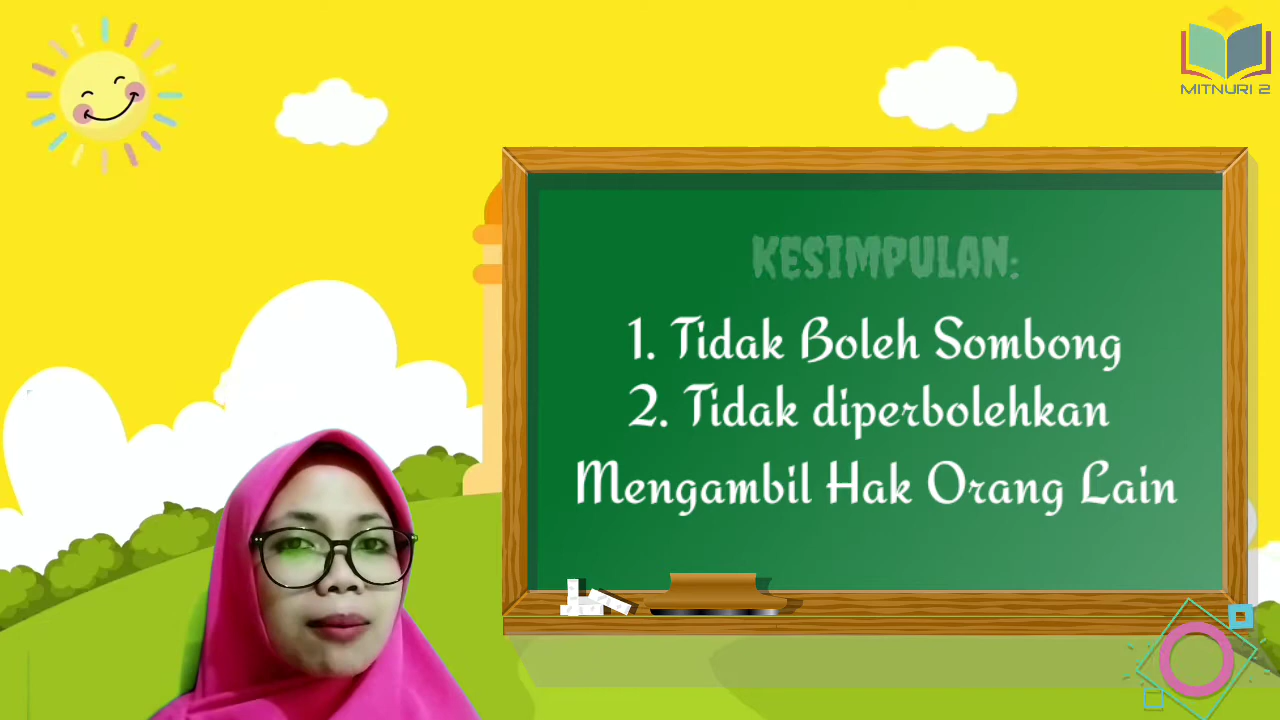 MITNURI 2
KESIMPULAN:
1. Tidak Boleh Sombong
2. Tidak diperbolehkan
Mengambil Hak Orang Lain